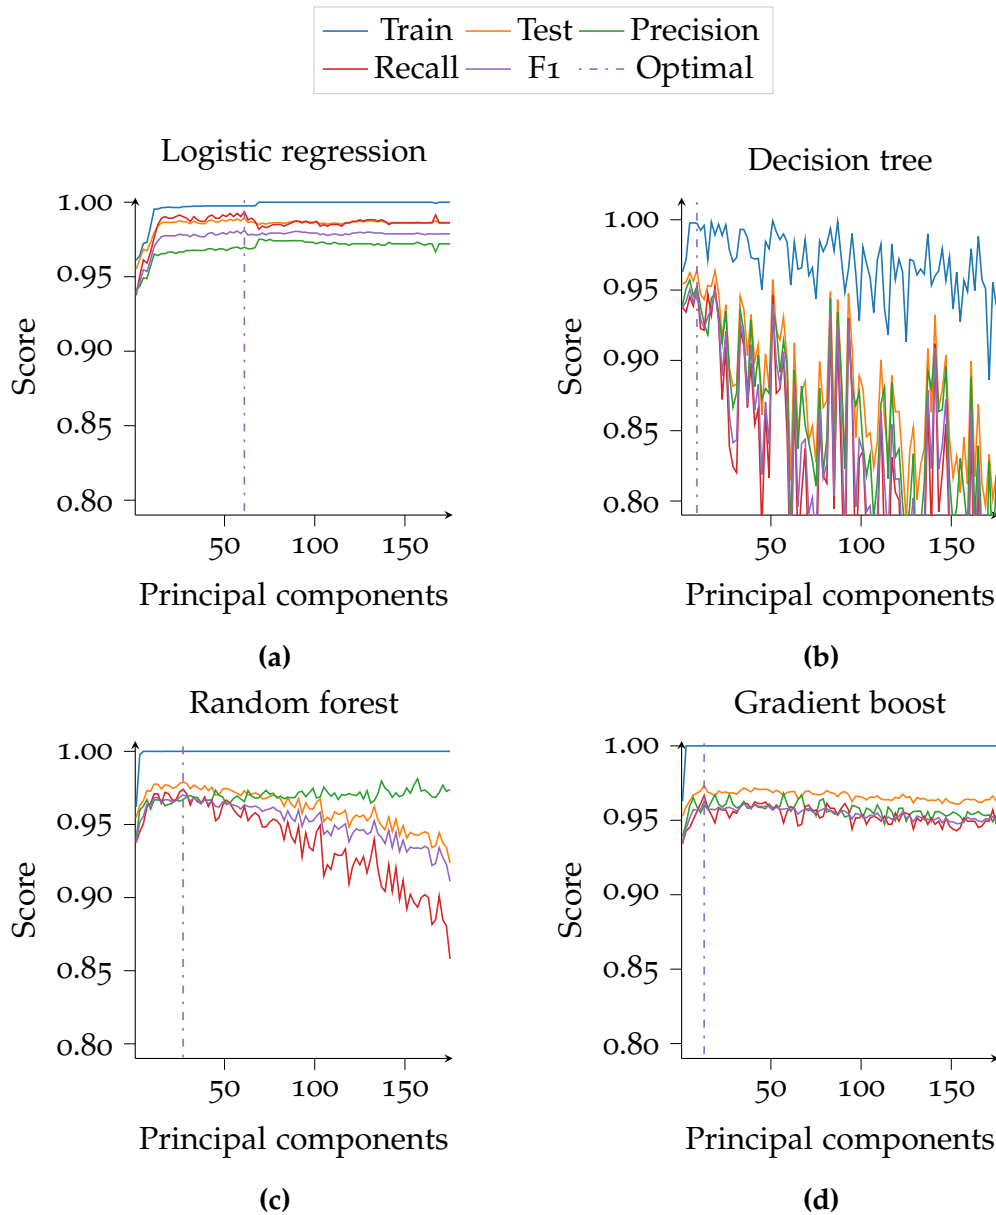 Train Test Precision
Recall F1 Optimal
Logistic regression
1.00
0.95
0.90
0.85
0.80
Score
50 100 150
Principal components
(a)
Decision tree
1.00
0.95
0.90
0.85
0.80
Score
50 100 150
Principal components
(b)
Random forest
1.00
0.95
0.90
0.85
0.80
Score
50 100 150
Principal components
(c)
Gradient boost
1.00
0.95
0.90
0.85
0.80
Score
50 100 150
Principal components
(d)